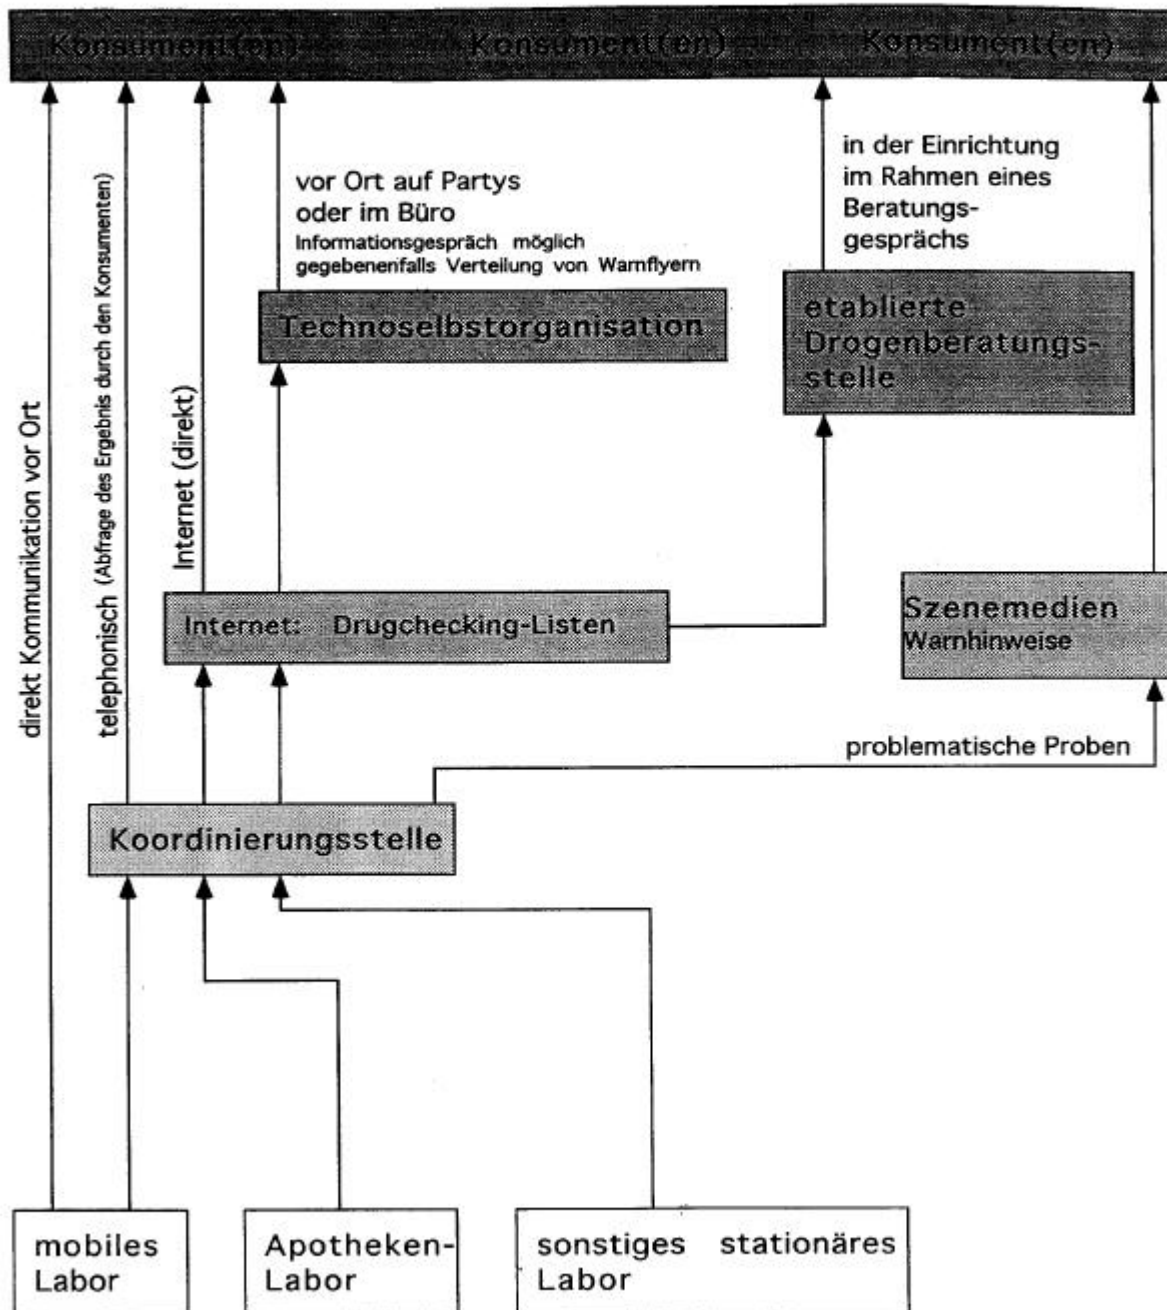 Konsument(en) Konsument(en) Konsument(en)
direkt Kommunikation vor Ort
telephonisch (Abfrage des Ergebnis durch den Konsumenten)
Internet (direkt)
vor Ort auf Partys
oder im Büro
Informationsgespräch möglich
gegebenenfalls Verteilung von Warnflyern
in der Einrichtung
im Rahmen eines
Beratungs-
gesprächs
Technoselbstorganisation
etablierte
Drogenberatungs-
stelle
Internet: Drugchecking-Listen
Szenemedien
Warnhinweise
problematische Proben
Koordinierungsstelle
mobiles
Labor
Apotheken-
Labor
sonstiges stationäres
Labor